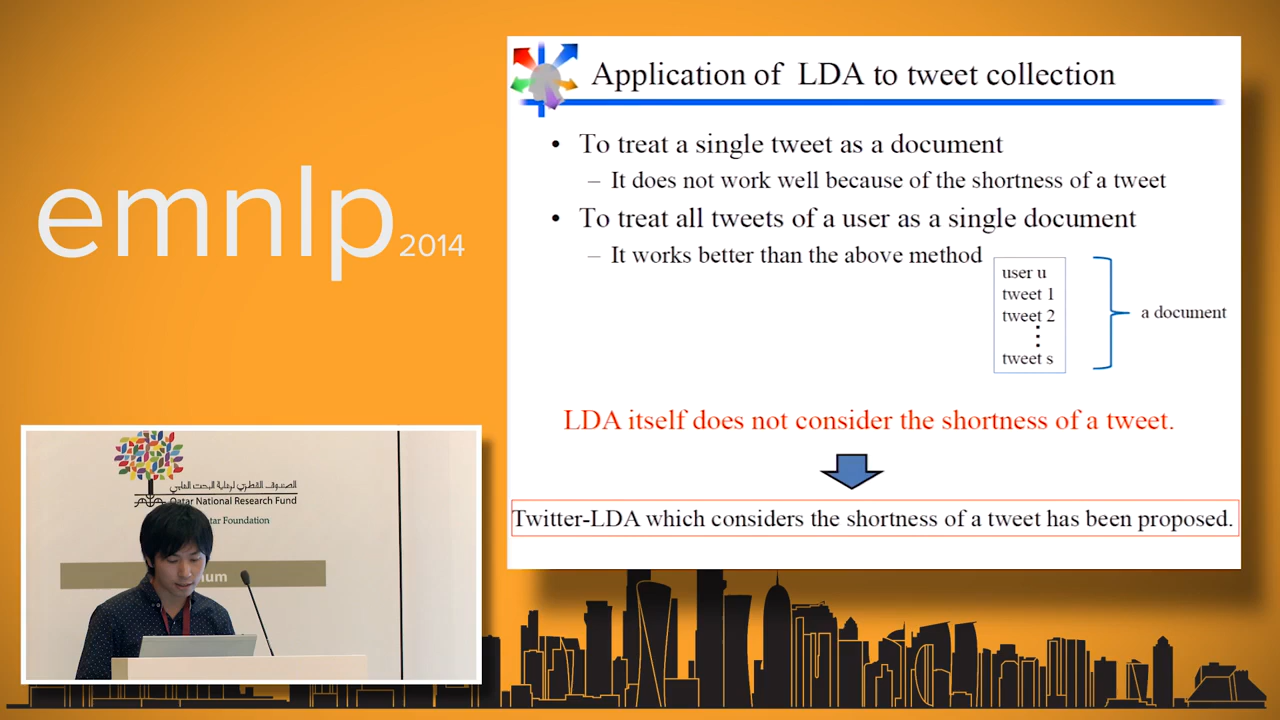 emnlp 2014
Application of LDA to tweet collection
• To treat a single tweet as a document
– It does not work well because of the shortness of a tweet
• To treat all tweets of a user as a single document
– It works better than the above method
user u
tweet 1
tweet 2
⋮
tweet s
a document
LDA itself does not consider the shortness of a tweet.
Twitter-LDA which considers the shortness of a tweet has been proposed.
الصندوق القطري لرعاية البحث العلمي
Qatar National Research Fund
tar Foundation
um